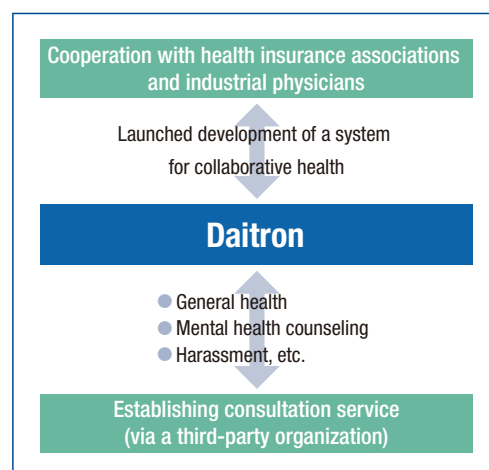 Cooperation with health insurance associations
and industrial physicians
Launched development of a system
for collaborative health
Daitron
● General health
● Mental health counseling
● Harassment, etc.
Establishing consultation service
(via a third-party organization)